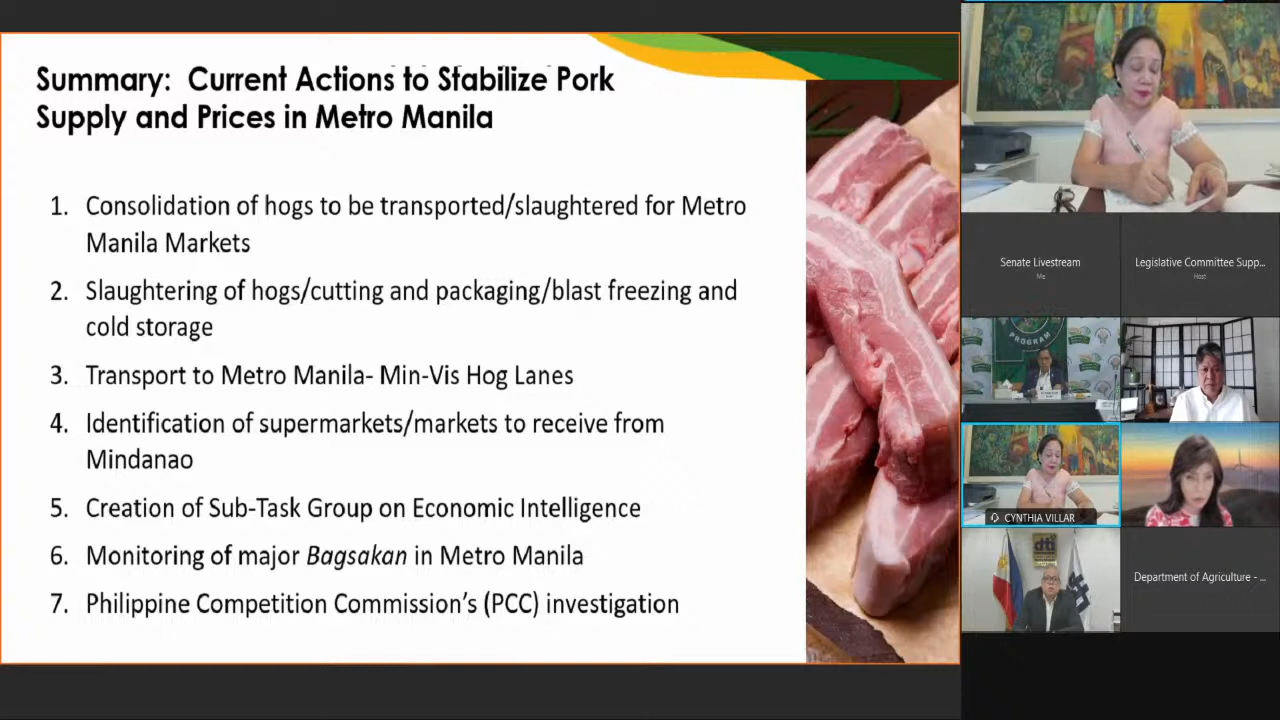 Summary: Current Actions to Stabilize Pork
Supply and Prices in Metro Manila
1. Consolidation of hogs to be transported/slaughtered for Metro
Manila Markets
2. Slaughtering of hogs/cutting and packaging/blast freezing and
cold storage
3. Transport to Metro Manila- Min-Vis Hog Lanes
4. Identification of supermarkets/markets to receive from
Mindanao
5. Creation of Sub-Task Group on Economic Intelligence
6. Monitoring of major Bagsakan in Metro Manila
7. Philippine Competition Commission's (PCC) investigation
Senate Livestream
Me
Legislative Committee Supp...
Host
PROGRAM
CYNTHIA VILLAR
dti
Department of Agriculture - ...